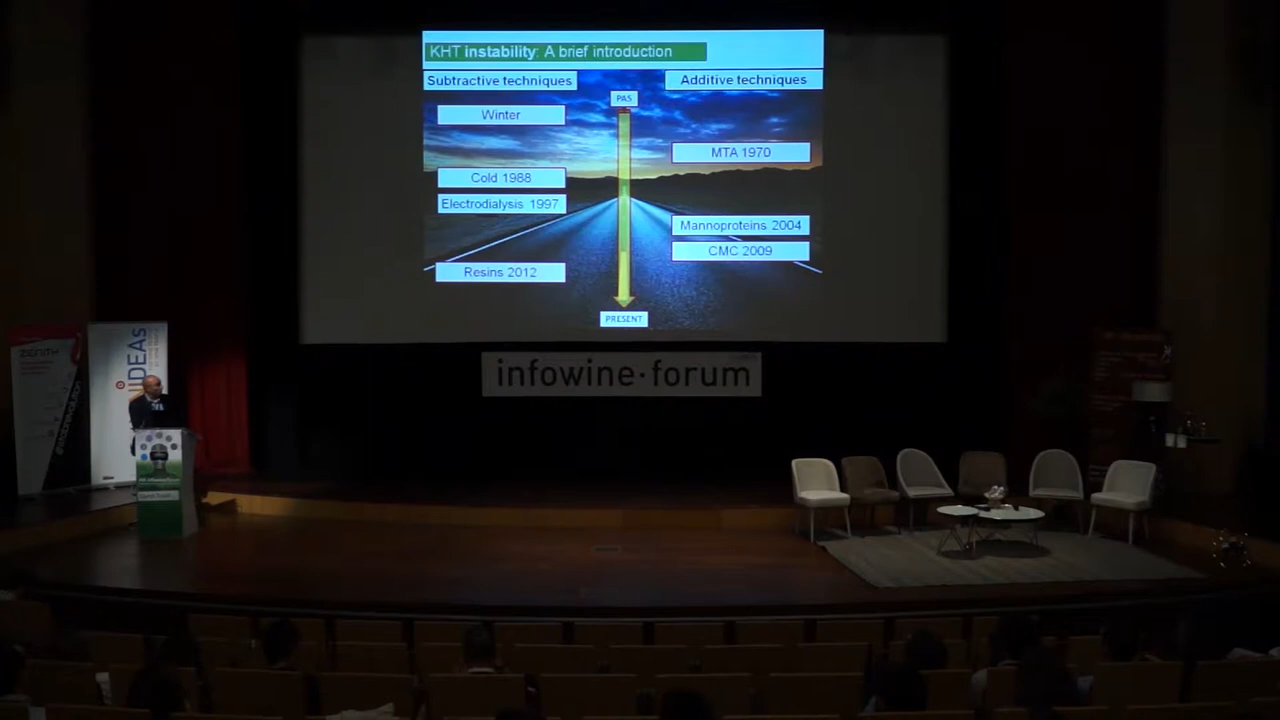 KHT instability: A brief introduction
Subtractive techniques
Additive techniques
PAS
Winter
MTA 1970
Cold 1988
Electrodialysis 1997
Mannoproteins 2004
CMC 2009
Resins 2012
PRESENT
infowine·forum
ZENITH
IDEAS